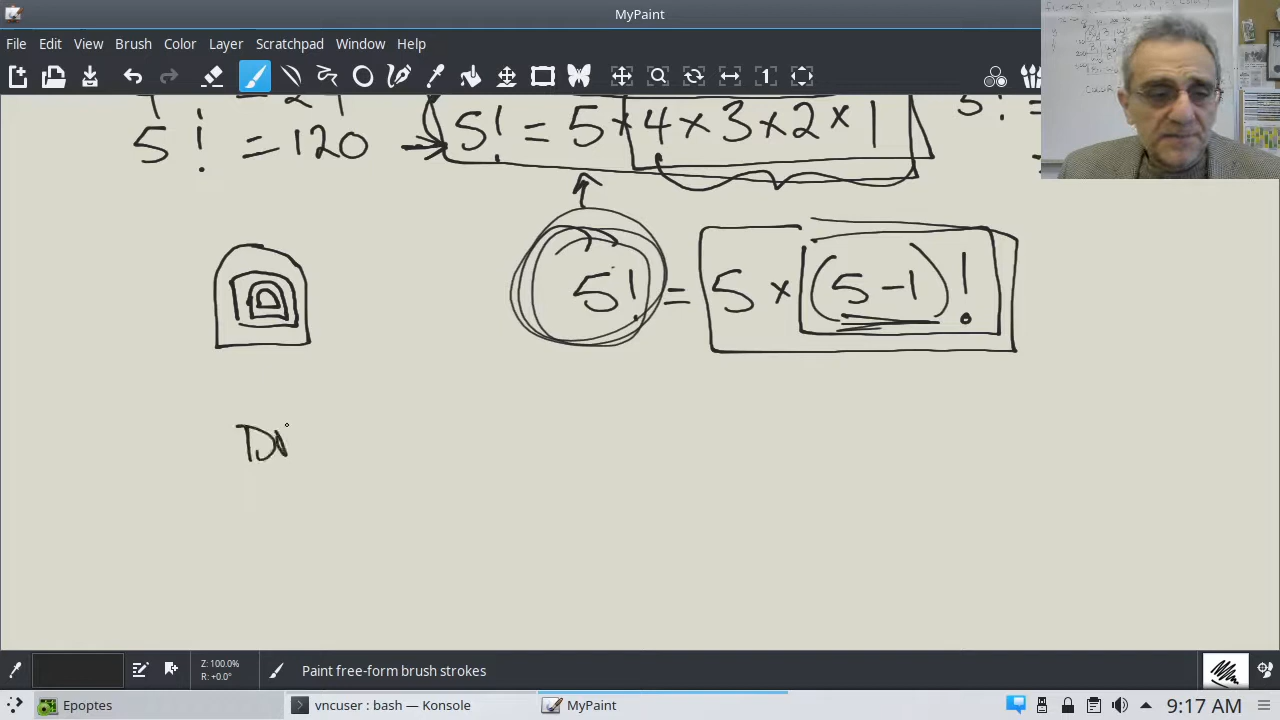 MyPaint
File Edit View Brush Color Layer Scratchpad Window Help
5! = 120
5! = 5 × 4 × 3 × 2 × 1
5! = 5 × (5 - 1)!
Z: 100.0%
R: +0.0°
Paint free-form brush strokes
Epoptes
vncuser : bash — Konsole
MyPaint
9:17 AM